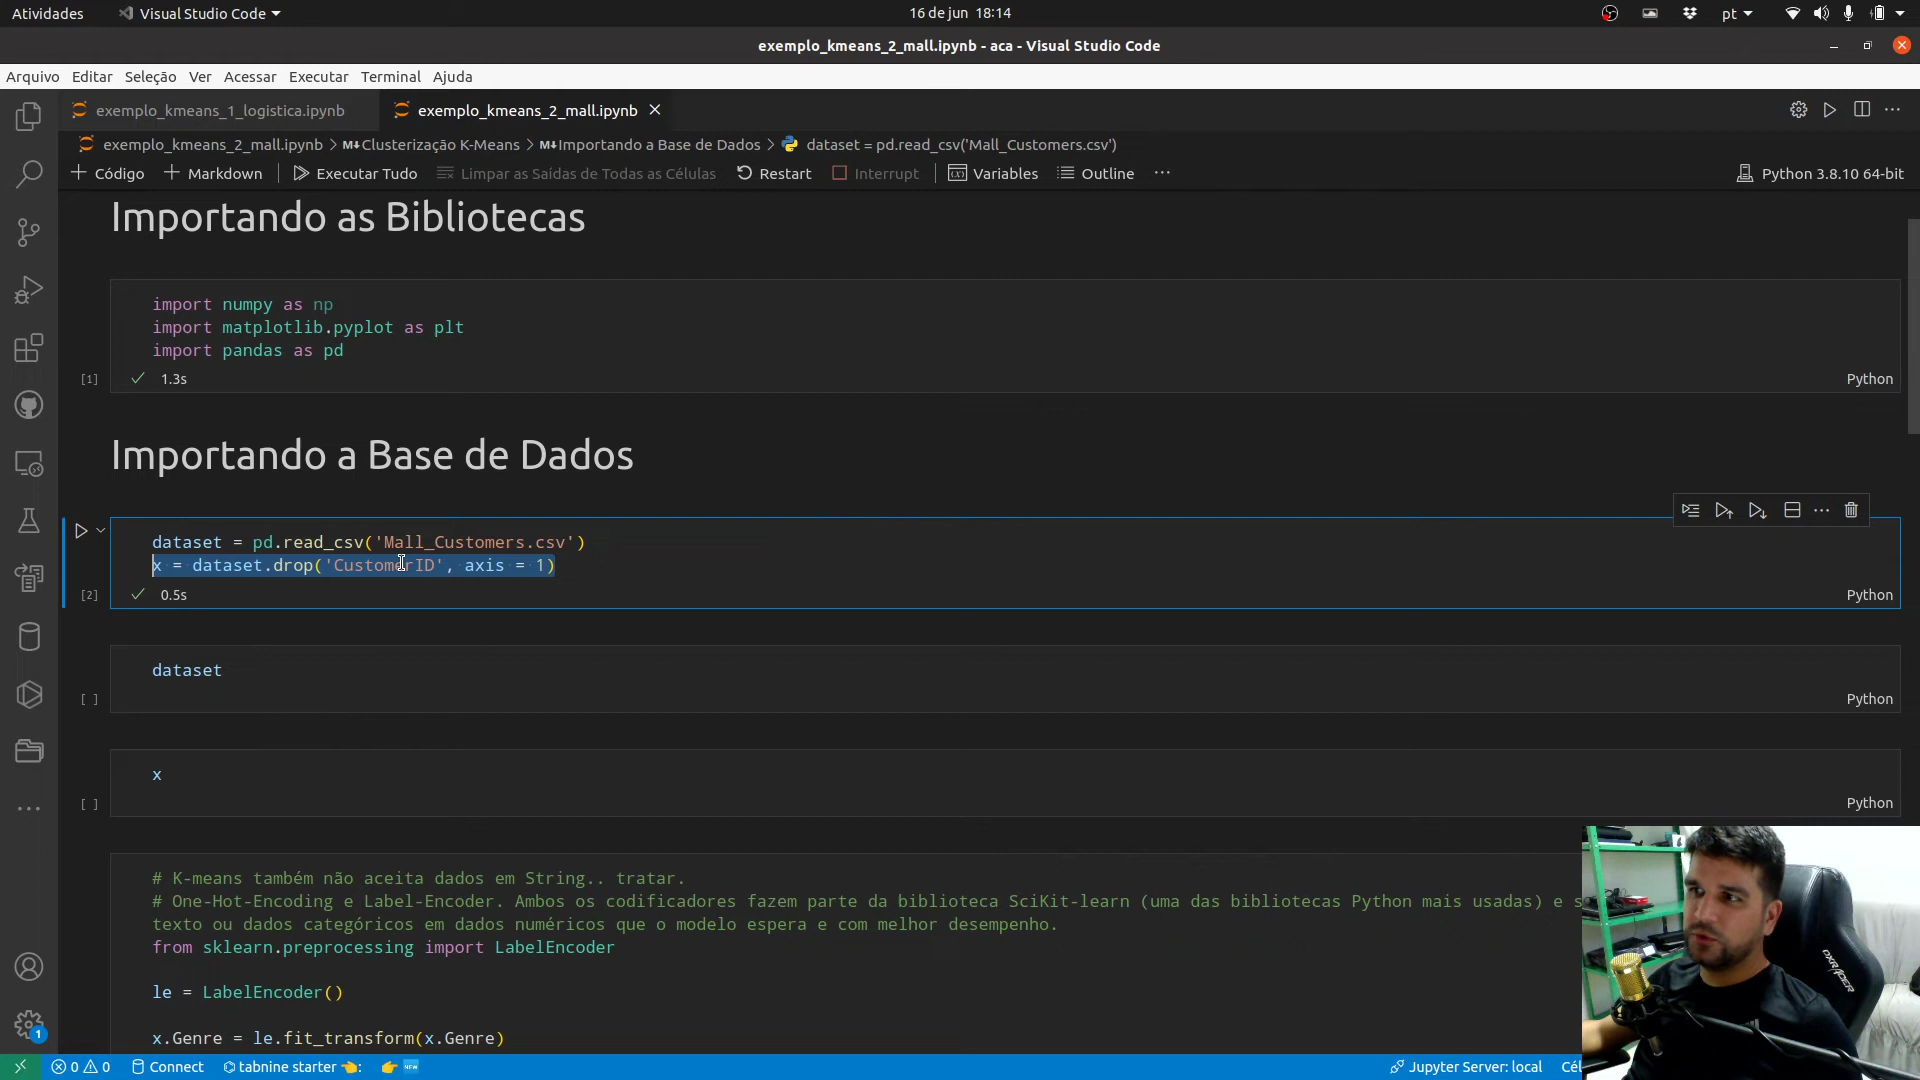 Atividades
Visual Studio Code
16 de jun 18:14
pt
exemplo_kmeans_2_mall.ipynb - aca - Visual Studio Code
Arquivo Editar Seleção Ver Acessar Executar Terminal Ajuda
exemplo_kmeans_1_logistica.ipynb
exemplo_kmeans_2_mall.ipynb
exemplo_kmeans_2_mall.ipynb > M↓Clusterização K-Means > M↓Importando a Base de Dados > dataset = pd.read_csv('Mall_Customers.csv')
+ Código + Markdown Executar Tudo Limpar as Saídas de Todas as Células Restart Interrupt Variables Outline ... Python 3.8.10 64-bit
Importando as Bibliotecas
import numpy as np
import matplotlib.pyplot as plt
import pandas as pd
[1] 1.3s Python
Importando a Base de Dados
dataset = pd.read_csv('Mall_Customers.csv')
x = dataset.drop('CustomerID', axis = 1)
[2] 0.5s Python
dataset
[ ] Python
x
[ ] Python
# K-means também não aceita dados em String.. tratar.
# One-Hot-Encoding e Label-Encoder. Ambos os codificadores fazem parte da biblioteca SciKit-learn (uma das bibliotecas Python mais usadas) e s
texto ou dados categóricos em dados numéricos que o modelo espera e com melhor desempenho.
from sklearn.preprocessing import LabelEncoder
le = LabelEncoder()
x.Genre = le.fit_transform(x.Genre)
DXRACER
1
0 0 Connect tabnine starter : NEW Jupyter Server: local Cél